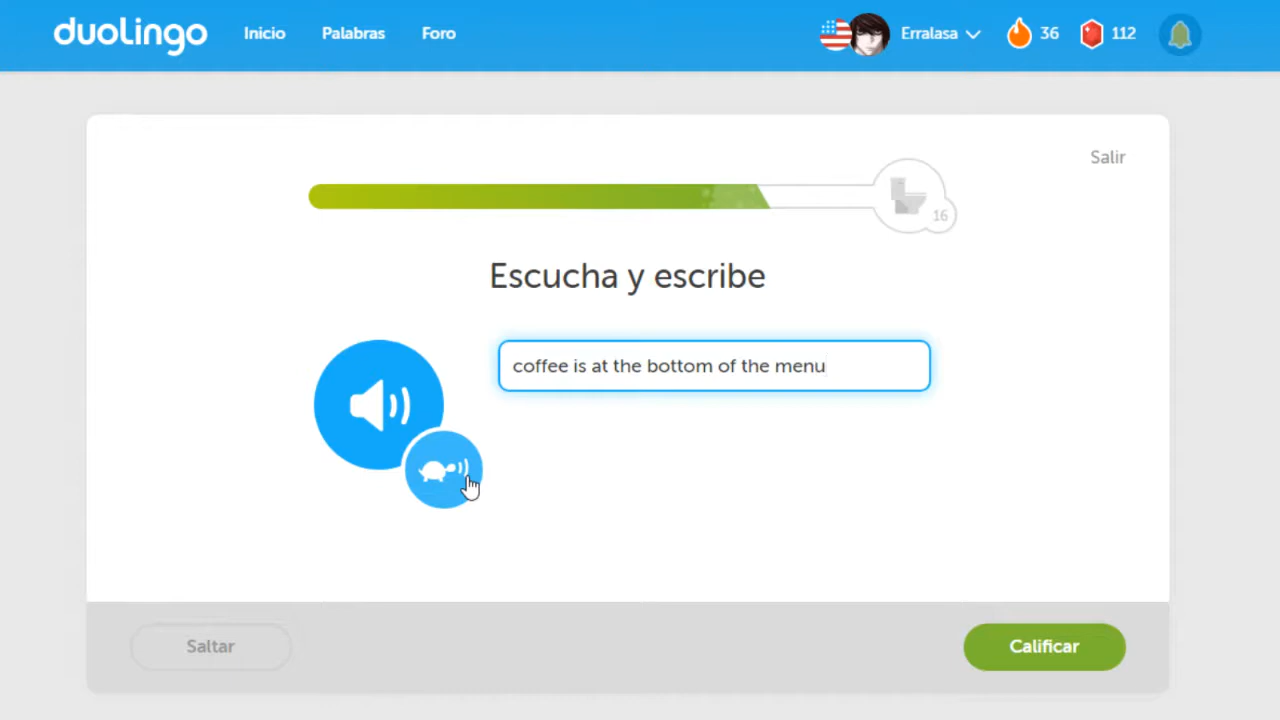 duolingo Inicio Palabras Foro Erralasa 36 112
Salir
16
Escucha y escribe
coffee is at the bottom of the menu
Saltar Calificar